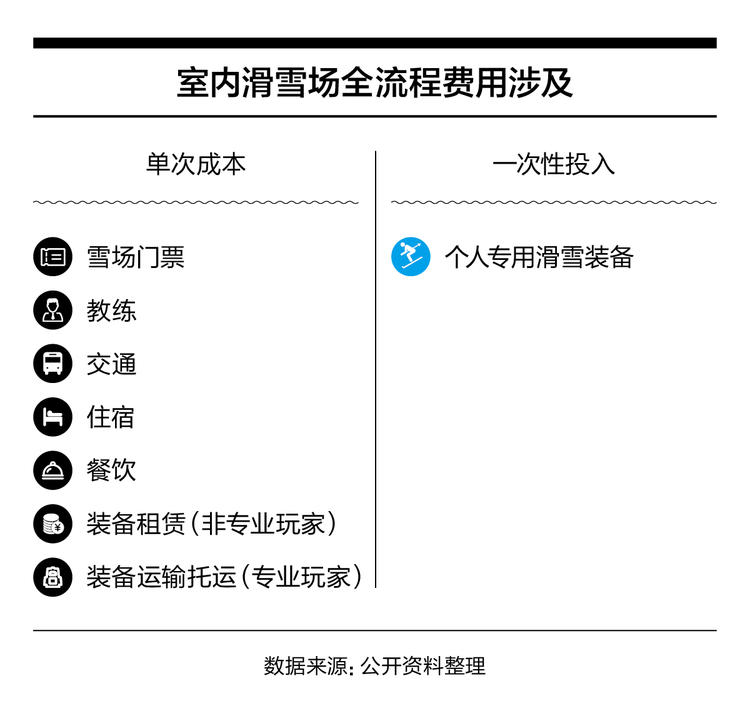 室内滑雪场全流程费用涉及
单次成本
雪场门票
教练
交通
住宿
餐饮
装备租赁(非专业玩家)
装备运输托运(专业玩家)
一次性投入
个人专用滑雪装备
数据来源:公开资料整理